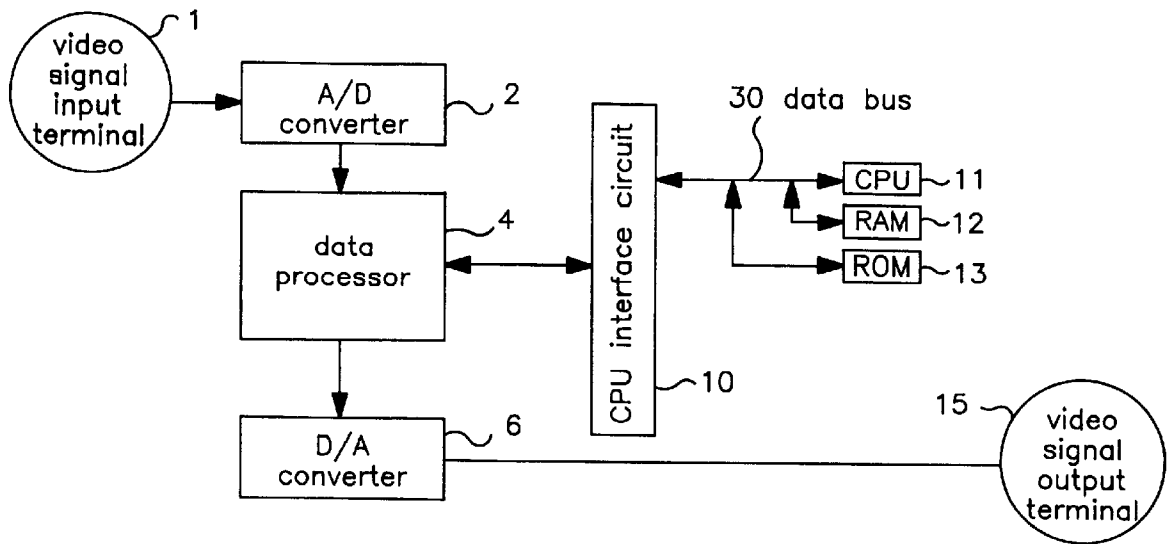 1
video
signal
input
terminal
A/D
converter
2
data
processor
4
D/A
converter
6
CPU interface circuit
10
30 data bus
CPU
11
RAM
12
ROM
13
15
video
signal
output
terminal